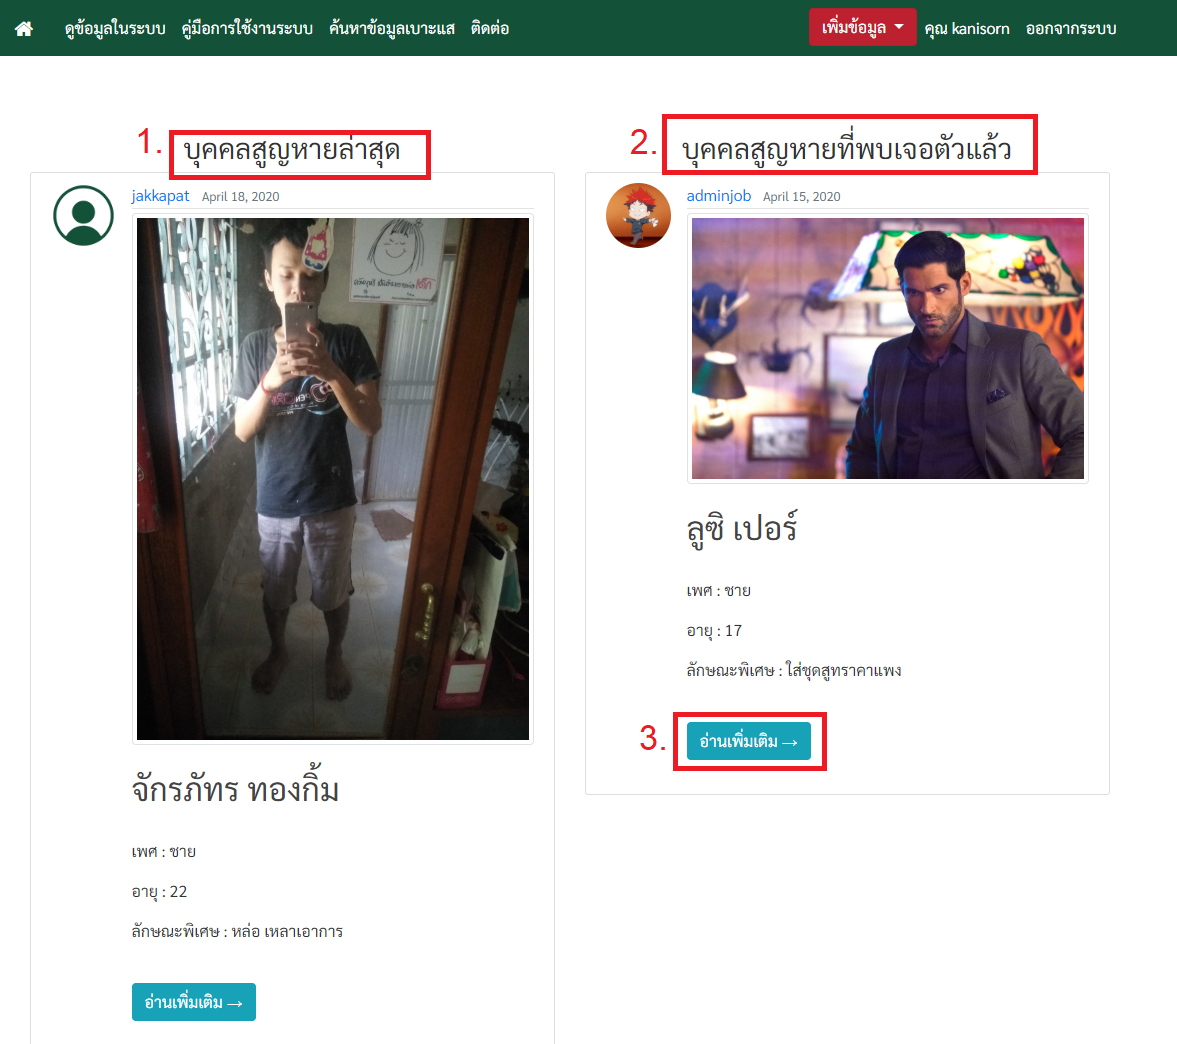 ดูข้อมูลในระบบ คู่มือการใช้งานระบบ ค้นหาข้อมูลเบาะแส ติดต่อ เพิ่มข้อมูล คุณ kanisorn ออกจากระบบ
1. บุคคลสูญหายล่าสุด
jakkapat April 18, 2020
จักรภัทร ทองกิ้ม
เพศ : ชาย
อายุ : 22
ลักษณะพิเศษ : หล่อ เหลาเอาการ
อ่านเพิ่มเติม →
2. บุคคลสูญหายที่พบเจอตัวแล้ว
adminjob April 15, 2020
ลูซิ เปอร์
เพศ : ชาย
อายุ : 17
ลักษณะพิเศษ : ใส่ชุดสูทราคาแพง
3. อ่านเพิ่มเติม →